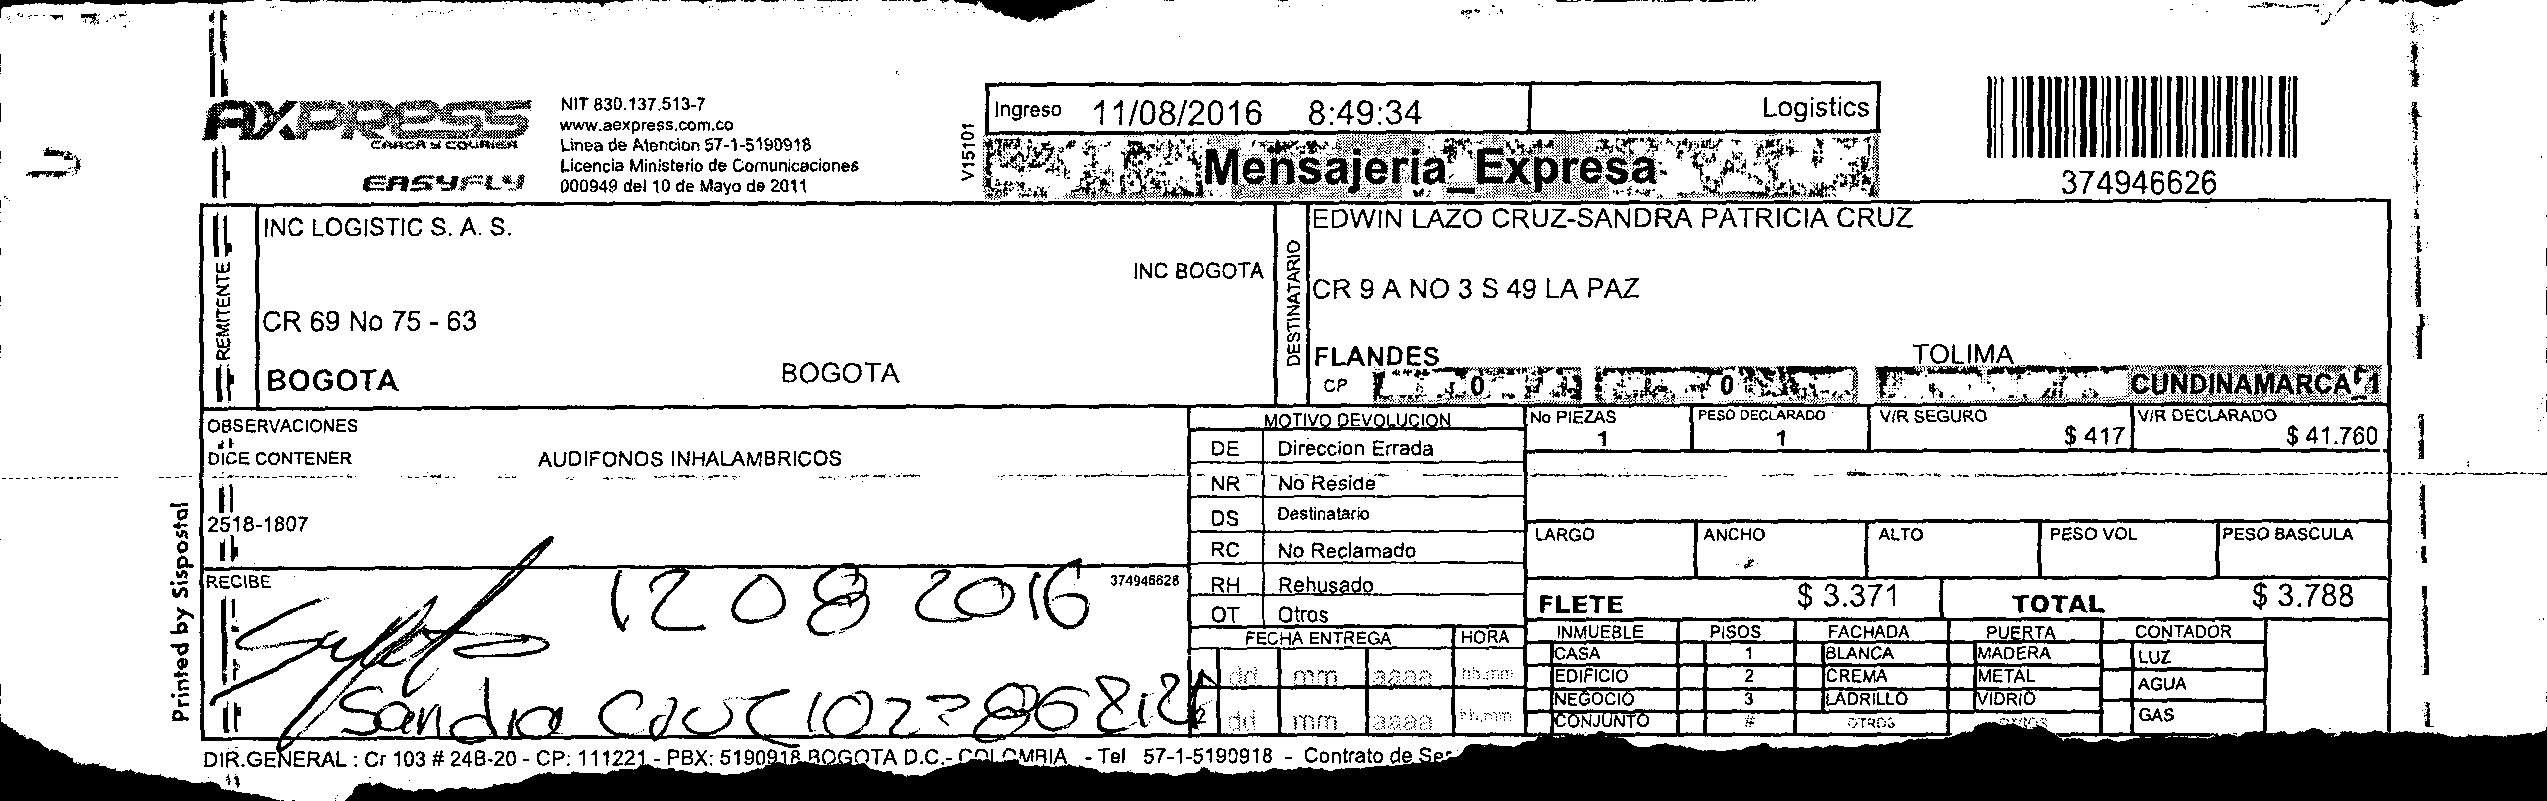 AXPRESS
CARGA Y COURIER
EASYFLY
NIT 830.137.513-7
www.aexpress.com.co
Linea de Atencion 57-1-5190918
Licencia Ministerio de Comunicaciones
000949 del 10 de Mayo de 2011
V15101
Ingreso 11/08/2016 8:49:34 Logistics
Mensajeria_Expresa
374946626
REMITENTE
INC LOGISTIC S. A. S.
INC BOGOTA
CR 69 No 75 - 63
BOGOTA BOGOTA
DESTINATARIO
EDWIN LAZO CRUZ-SANDRA PATRICIA CRUZ
CR 9 A NO 3 S 49 LA PAZ
FLANDES TOLIMA
CP 0 0 CUNDINAMARCA 1
OBSERVACIONES
DICE CONTENER AUDIFONOS INHALAMBRICOS
2518-1807
MOTIVO DEVOLUCION
DE Direccion Errada
NR No Reside
DS Destinatario
RC No Reclamado
RH Rehusado
OT Otros
No PIEZAS PESO DECLARADO V/R SEGURO V/R DECLARADO
1 1 $ 417 $ 41.760
LARGO ANCHO ALTO PESO VOL PESO BASCULA
FLETE $ 3.371 TOTAL $ 3.788
RECIBE
12 08 2016
374946626
Sandra Cruz
FECHA ENTREGA HORA
dd mm aaaa hh:mm
2 dd mm aaaa hh:mm
INMUEBLE PISOS FACHADA PUERTA CONTADOR
CASA 1 BLANCA MADERA LUZ
EDIFICIO 2 CREMA METAL AGUA
NEGOCIO 3 LADRILLO VIDRIO GAS
CONJUNTO # OTROS OTROS
Printed by Sispostal
DIR.GENERAL : Cr 103 # 24B-20 - CP: 111221 - PBX: 5190918 BOGOTA D.C.- COLOMBIA - Tel 57-1-5190918 - Contrato de